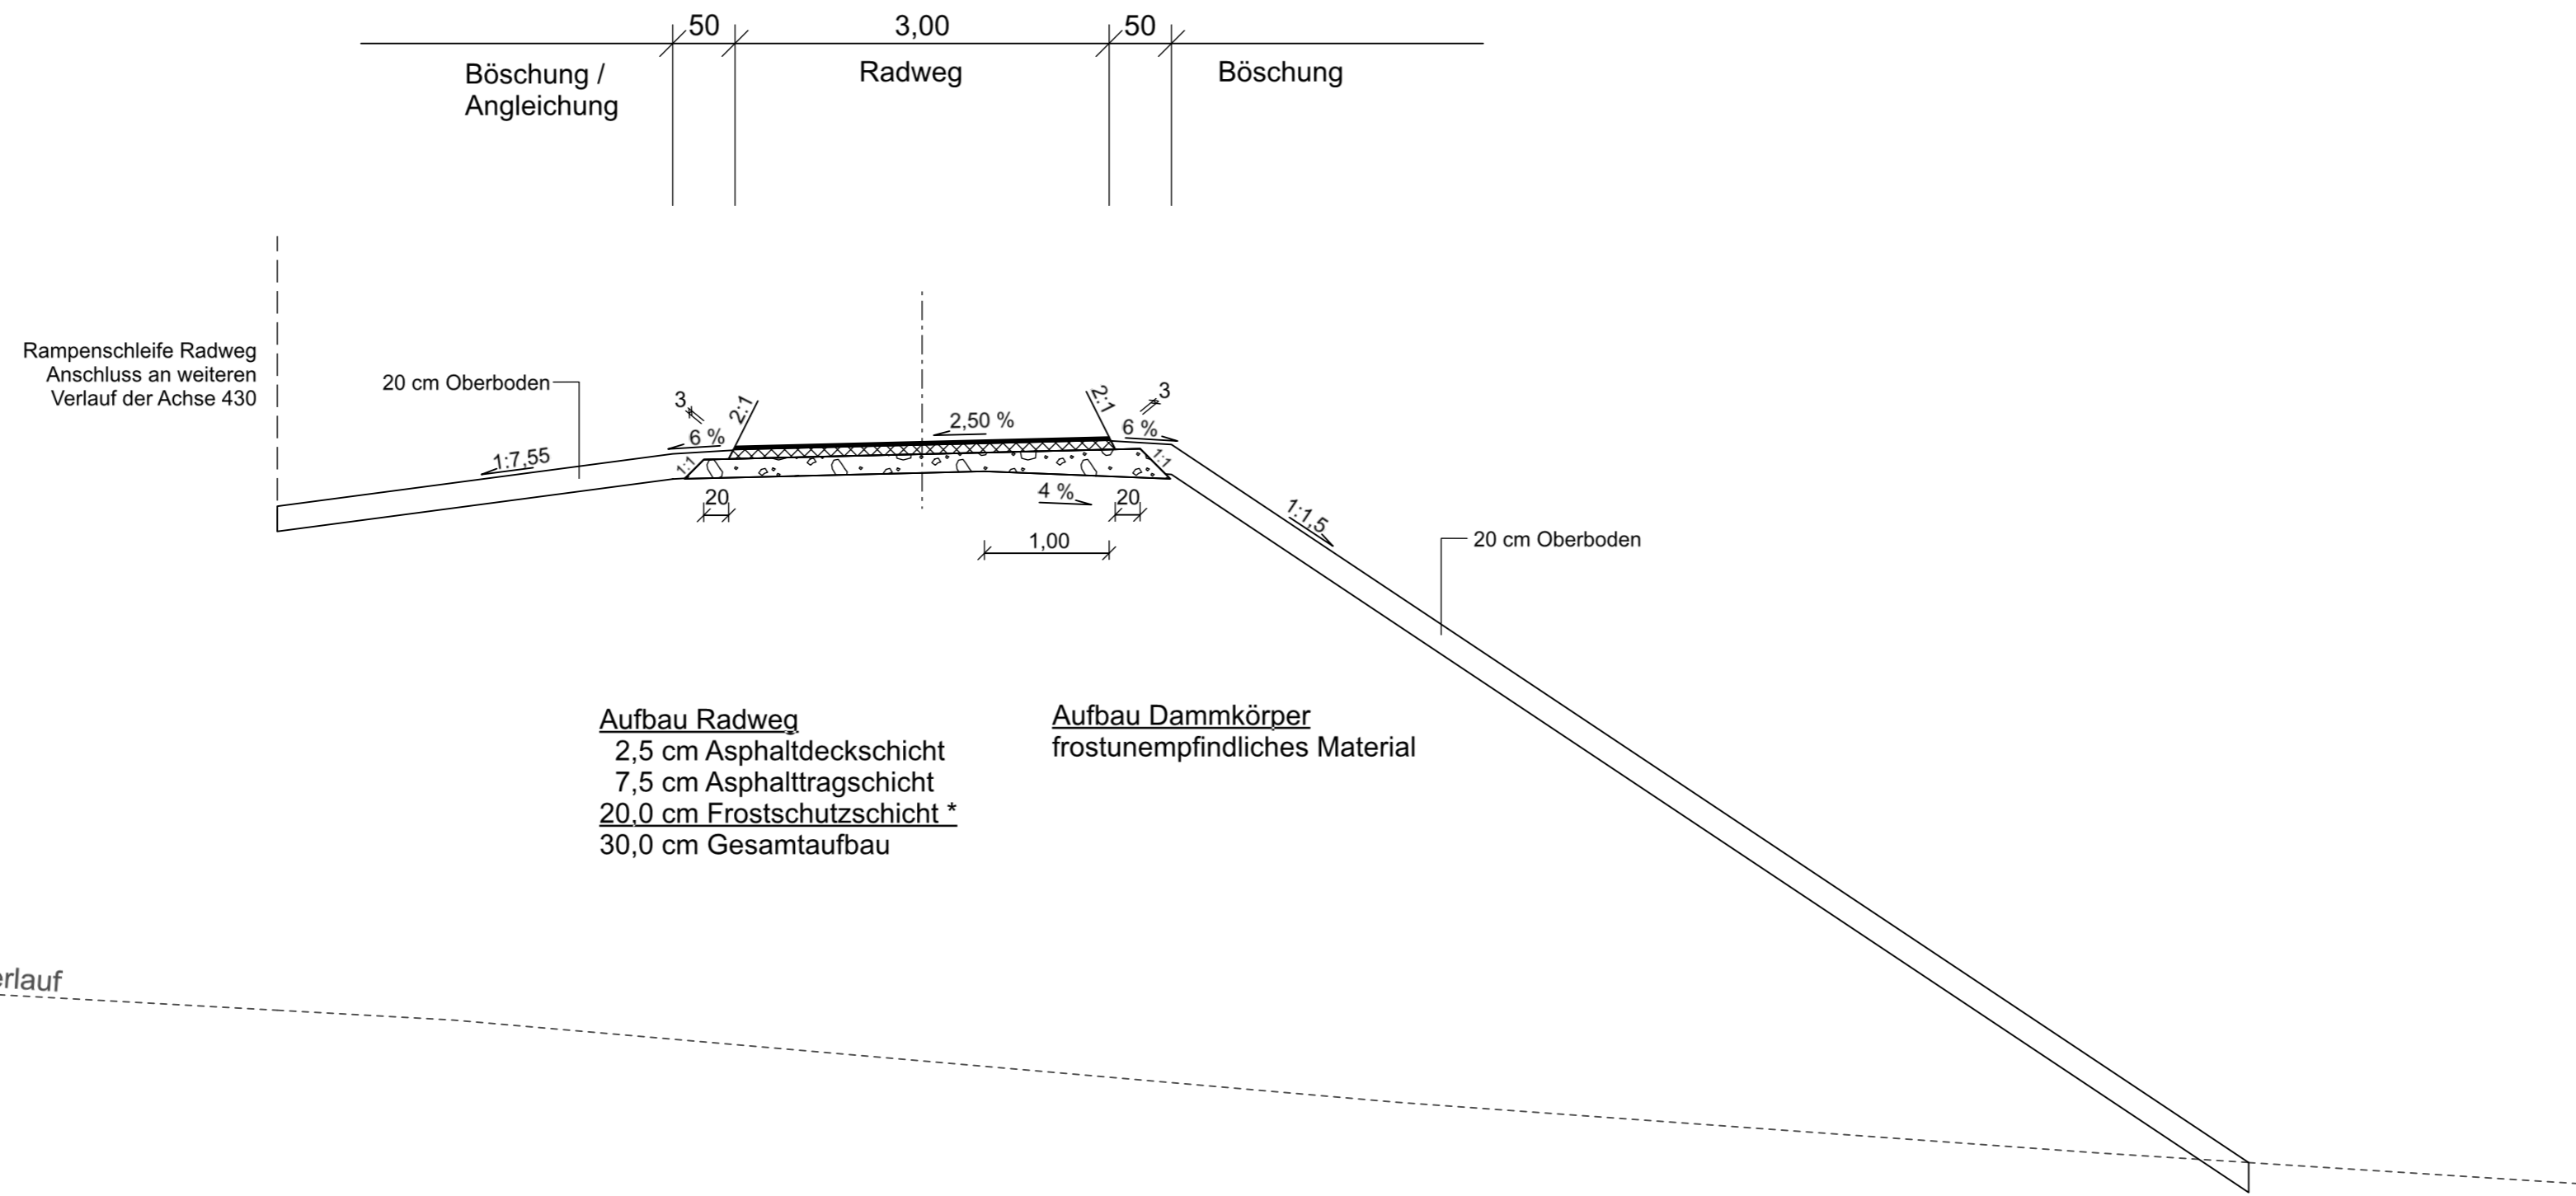 50
3,00
50
Böschung /
Angleichung
Radweg
Böschung
Rampenschleife Radweg
Anschluss an weiteren
Verlauf der Achse 430
20 cm Oberboden
3
2:1
6 %
1:7,55
1:1
20
2,50 %
2:1
3
6 %
1:1
4 %
20
1,00
1:1,5
20 cm Oberboden
Aufbau Radweg
2,5 cm Asphaltdeckschicht
7,5 cm Asphalttragschicht
20,0 cm Frostschutzschicht *
30,0 cm Gesamtaufbau
Aufbau Dammkörper
frostunempfindliches Material
erlauf